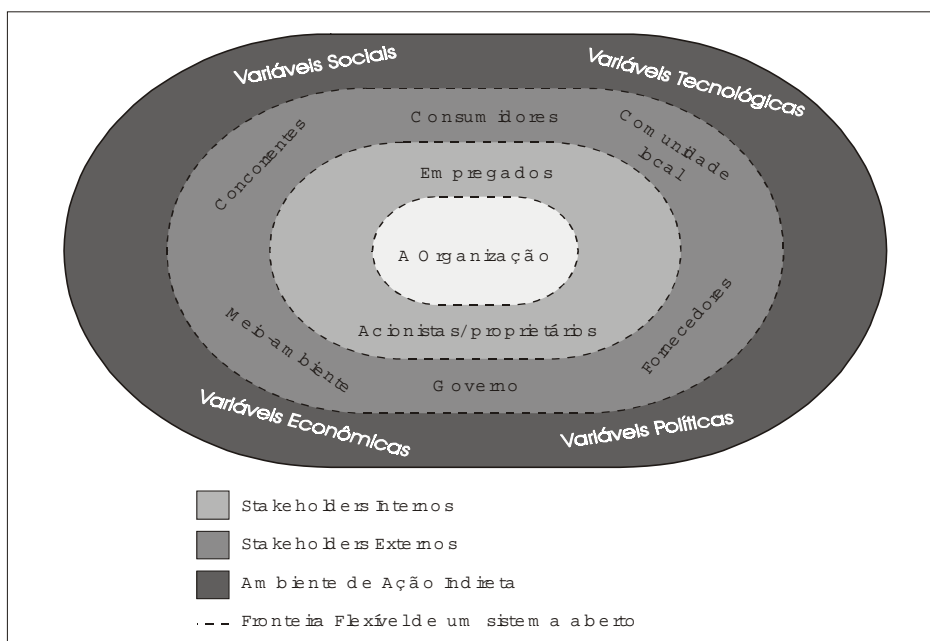 Variáveis Sociais
Variáveis Tecnológicas
Consumidores
Comunidade
local
Concorrentes
Empregados
A Organização
Acionistas/proprietários
Meio-ambiente
Fornecedores
Governo
Variáveis Econômicas
Variáveis Políticas
Stakeholders Internos
Stakeholders Externos
Ambiente de Ação Indireta
Fronteira Flexível de um sistema aberto